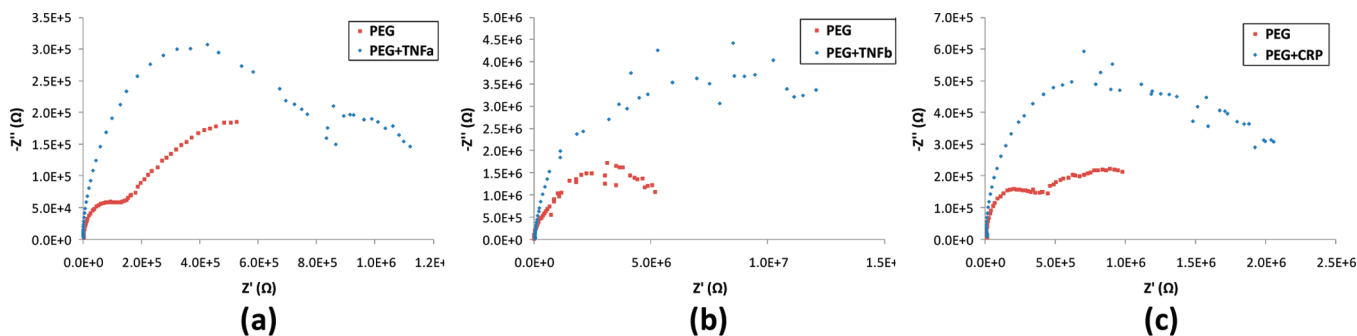 3.5E+5
3.0E+5
2.5E+5
2.0E+5
1.5E+5
1.0E+5
5.0E+4
0.0E+0
-Z'' (Ω)
PEG
PEG+TNFa
0.0E+0 2.0E+5 4.0E+5 6.0E+5 8.0E+5 1.0E+6 1.2E+
Z' (Ω)
(a)
5.0E+6
4.5E+6
4.0E+6
3.5E+6
3.0E+6
2.5E+6
2.0E+6
1.5E+6
1.0E+6
5.0E+5
0.0E+0
-Z'' (Ω)
PEG
PEG+TNFb
0.0E+0 5.0E+6 1.0E+7 1.5E+
Z' (Ω)
(b)
7.0E+5
6.0E+5
5.0E+5
4.0E+5
3.0E+5
2.0E+5
1.0E+5
0.0E+0
-Z'' (Ω)
PEG
PEG+CRP
0.0E+0 5.0E+5 1.0E+6 1.5E+6 2.0E+6 2.5E+6
Z' (Ω)
(c)